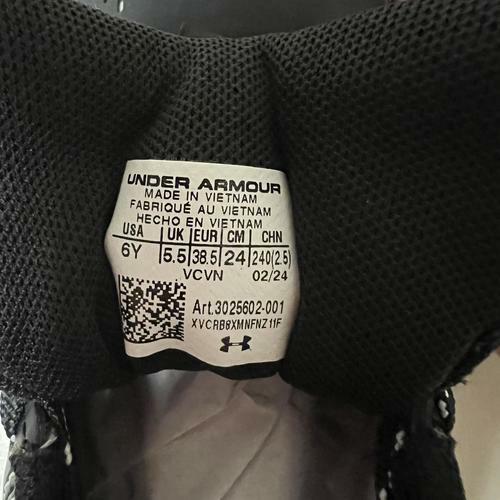 UNDER ARMOUR
MADE IN VIETNAM
FABRIQUÉ AU VIETNAM
HECHO EN VIETNAM
USA UK EUR CM CHN
6Y 5.5 38.5 24 240(2.5)
VCVN 02/24
Art.3025602-001
XVCRB8XMNFNZ11F